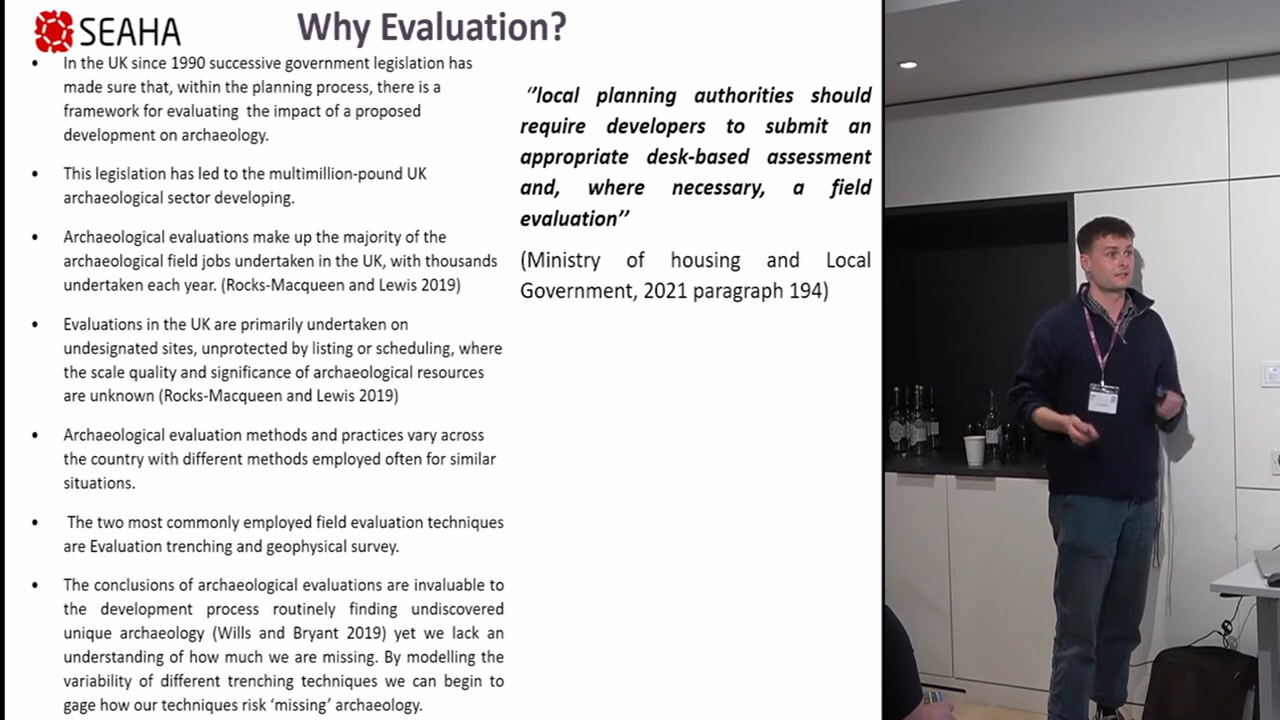 SEAHA
Why Evaluation?
• In the UK since 1990 successive government legislation has
made sure that, within the planning process, there is a
framework for evaluating the impact of a proposed
development on archaeology.
• This legislation has led to the multimillion-pound UK
archaeological sector developing.
• Archaeological evaluations make up the majority of the
archaeological field jobs undertaken in the UK, with thousands
undertaken each year. (Rocks-Macqueen and Lewis 2019)
• Evaluations in the UK are primarily undertaken on
undesignated sites, unprotected by listing or scheduling, where
the scale quality and significance of archaeological resources
are unknown (Rocks-Macqueen and Lewis 2019)
• Archaeological evaluation methods and practices vary across
the country with different methods employed often for similar
situations.
• The two most commonly employed field evaluation techniques
are Evaluation trenching and geophysical survey.
• The conclusions of archaeological evaluations are invaluable to
the development process routinely finding undiscovered
unique archaeology (Wills and Bryant 2019) yet we lack an
understanding of how much we are missing. By modelling the
variability of different trenching techniques we can begin to
gage how our techniques risk ‘missing’ archaeology.
‘’local planning authorities should
require developers to submit an
appropriate desk-based assessment
and, where necessary, a field
evaluation’’
(Ministry of housing and Local
Government, 2021 paragraph 194)